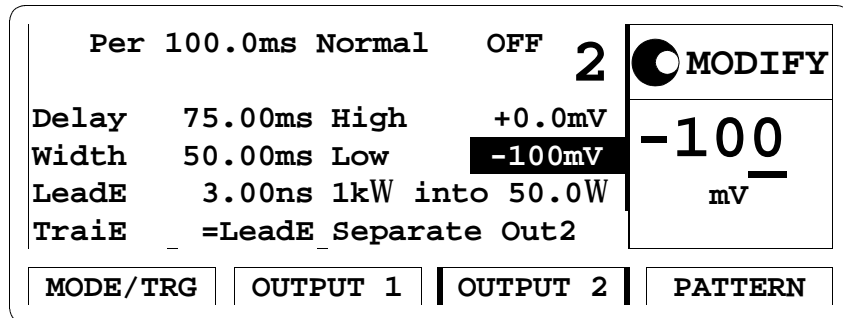 Per 100.0ms Normal OFF 2
MODIFY
Delay 75.00ms High +0.0mV
Width 50.00ms Low -100mV
LeadE 3.00ns 1kW into 50.0W
TraiE =LeadE Separate Out2
-100
mV
MODE/TRG OUTPUT 1 OUTPUT 2 PATTERN